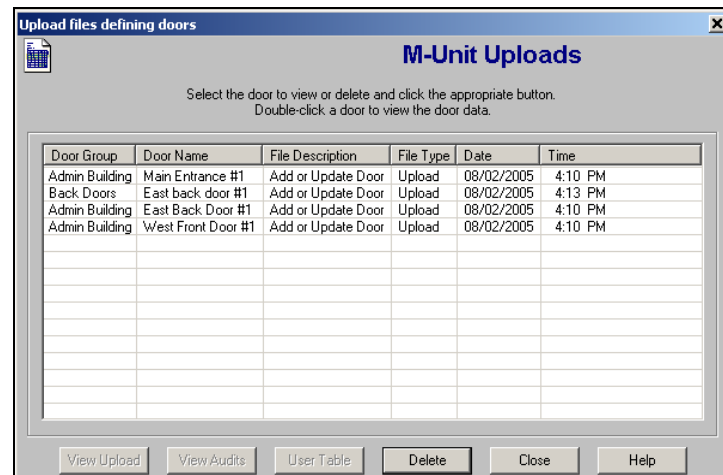 Upload files defining doors
M-Unit Uploads
Select the door to view or delete and click the appropriate button.
Double-click a door to view the door data.
Door Group Door Name File Description File Type Date Time
Admin Building Main Entrance #1 Add or Update Door Upload 08/02/2005 4:10 PM
Back Doors East back door #1 Add or Update Door Upload 08/02/2005 4:13 PM
Admin Building East Back Door #1 Add or Update Door Upload 08/02/2005 4:10 PM
Admin Building West Front Door #1 Add or Update Door Upload 08/02/2005 4:10 PM
View Upload View Audits User Table Delete Close Help